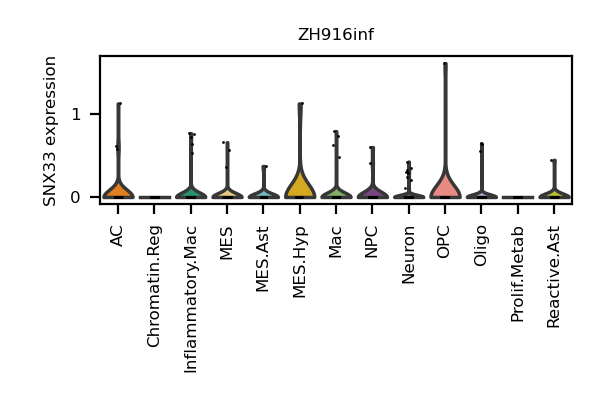 ZH916inf
SNX33 expression
1
0
AC
Chromatin.Reg
Inflammatory.Mac
MES
MES.Ast
MES.Hyp
Mac
NPC
Neuron
OPC
Oligo
Prolif.Metab
Reactive.Ast